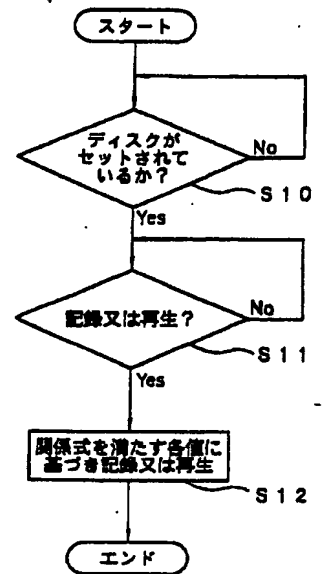 スタート
ディスクが
セットされて
いるか?
No
S10
Yes
記録又は再生?
No
S11
Yes
関係式を満たす各値に
基づき記録又は再生
S12
エンド